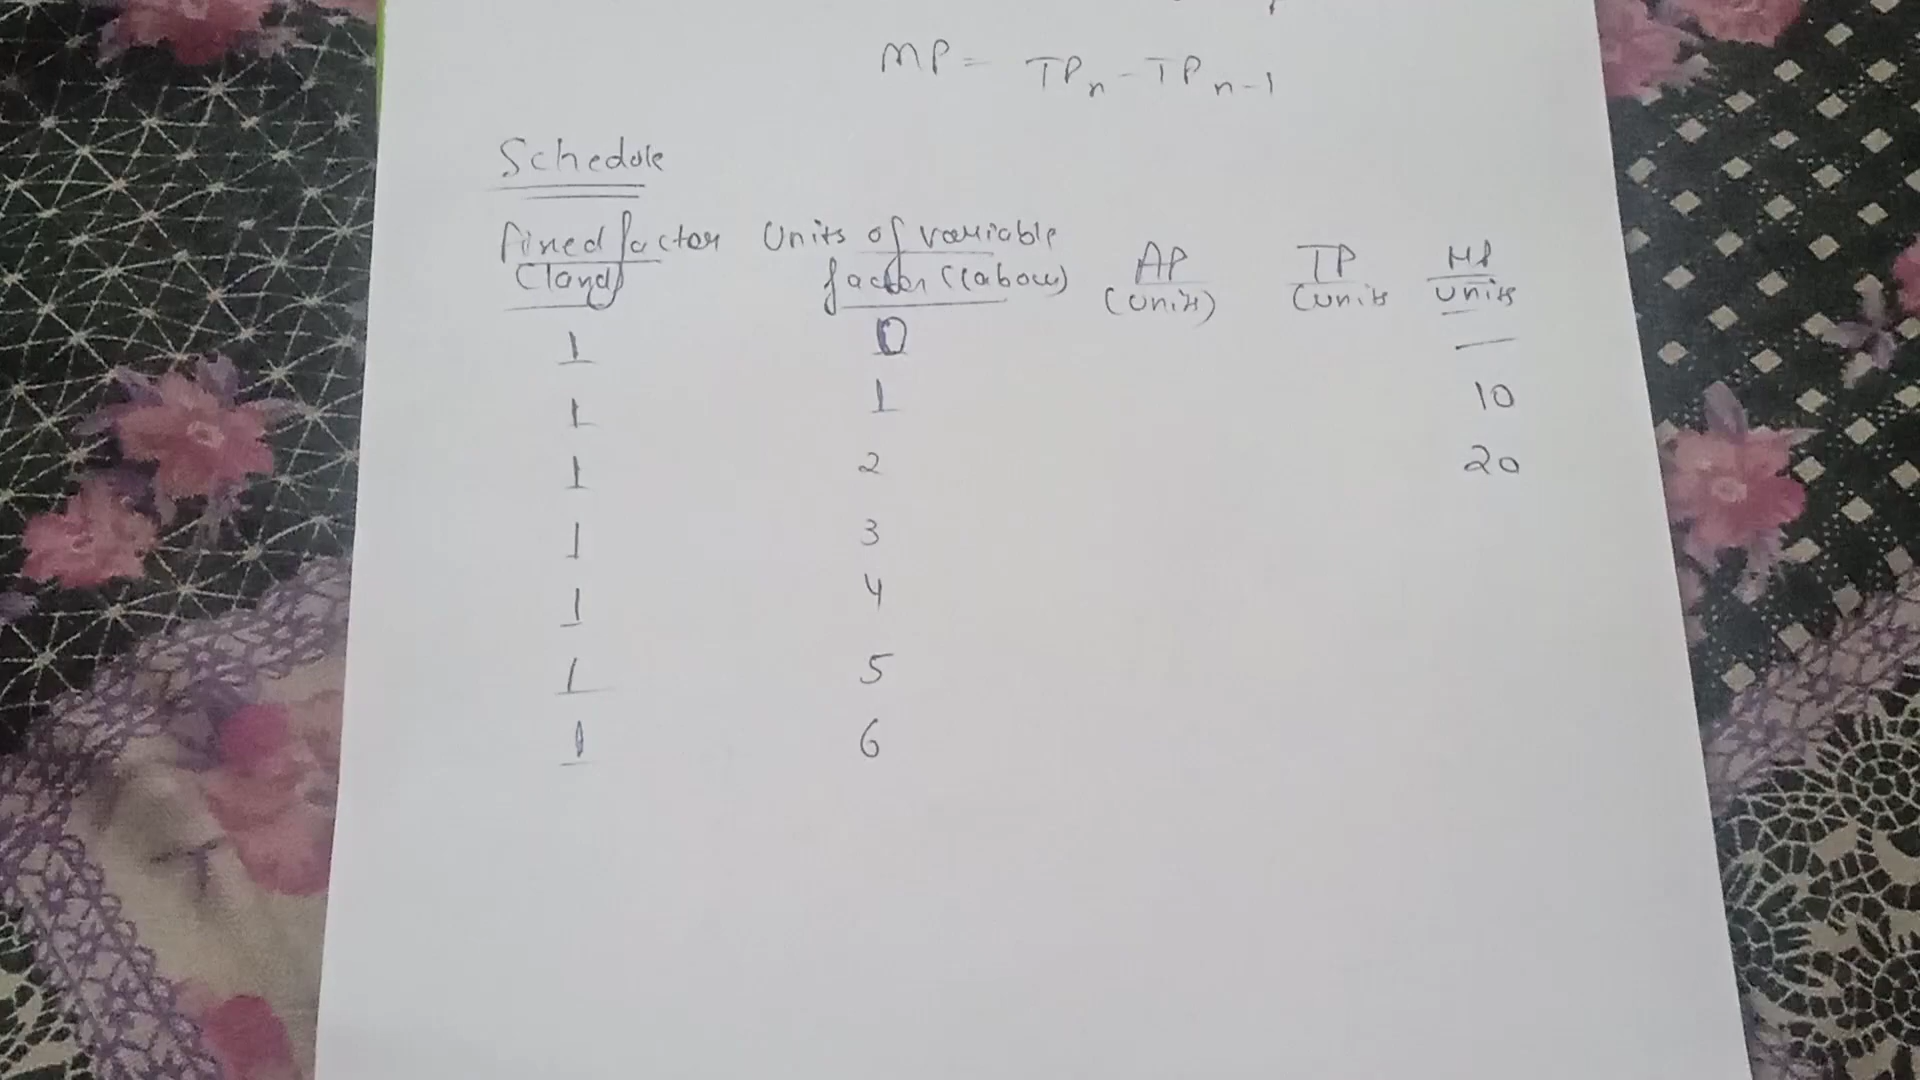 MP = TPn - TPn-1
Schedule
fixed factor Units of variable AP TP MP
(land) factor (labour) (units) (units units
1 0 —
1 1 10
1 2 20
1 3
1 4
1 5
1 6